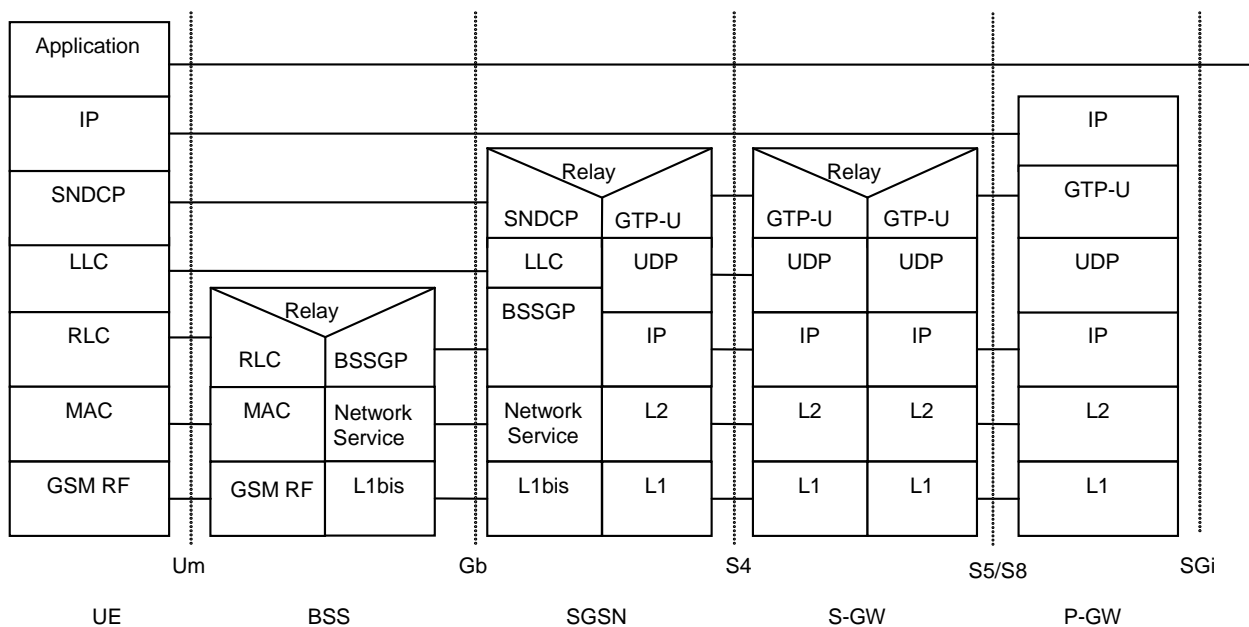 Application
IP
IP
Relay
Relay
SNDCP
GTP-U
SNDCP
GTP-U
GTP-U
GTP-U
LLC
LLC
UDP
UDP
UDP
UDP
Relay
BSSGP
RLC
IP
IP
IP
IP
RLC
BSSGP
MAC
MAC
Network
Service
Network
Service
L2
L2
L2
L2
GSM RF
GSM RF
L1bis
L1bis
L1
L1
L1
L1
Um
Gb
S4
S5/S8
SGi
UE
BSS
SGSN
S-GW
P-GW